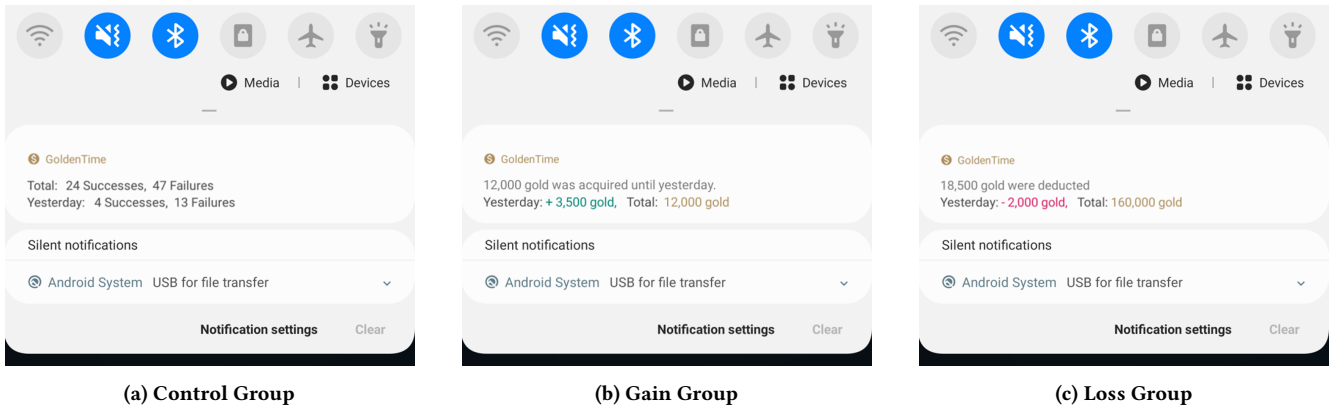 Media | Devices
GoldenTime
Total: 24 Successes, 47 Failures
Yesterday: 4 Successes, 13 Failures
Silent notifications
Android System USB for file transfer
Notification settings Clear
(a) Control Group
Media | Devices
GoldenTime
12,000 gold was acquired until yesterday.
Yesterday: + 3,500 gold, Total: 12,000 gold
Silent notifications
Android System USB for file transfer
Notification settings Clear
(b) Gain Group
Media | Devices
GoldenTime
18,500 gold were deducted
Yesterday: - 2,000 gold, Total: 160,000 gold
Silent notifications
Android System USB for file transfer
Notification settings Clear
(c) Loss Group